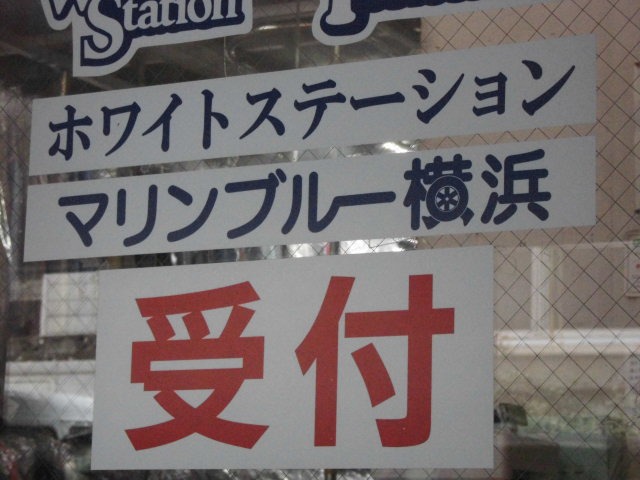 Station
ホワイトステーション
マリンブルー横浜
受付